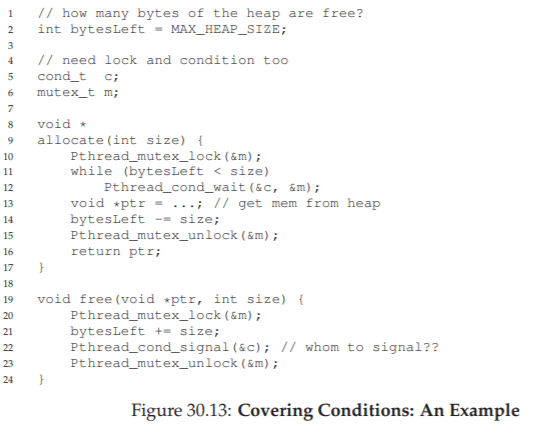 1 // how many bytes of the heap are free?
2 int bytesLeft = MAX_HEAP_SIZE;
3
4 // need lock and condition too
5 cond_t  c;
6 mutex_t m;
7
8 void *
9 allocate(int size) {
10     Pthread_mutex_lock(&m);
11     while (bytesLeft < size)
12         Pthread_cond_wait(&c, &m);
13     void *ptr = ...; // get mem from heap
14     bytesLeft -= size;
15     Pthread_mutex_unlock(&m);
16     return ptr;
17 }
18
19 void free(void *ptr, int size) {
20     Pthread_mutex_lock(&m);
21     bytesLeft += size;
22     Pthread_cond_signal(&c); // whom to signal??
23     Pthread_mutex_unlock(&m);
24 }
Figure 30.13: Covering Conditions: An Example